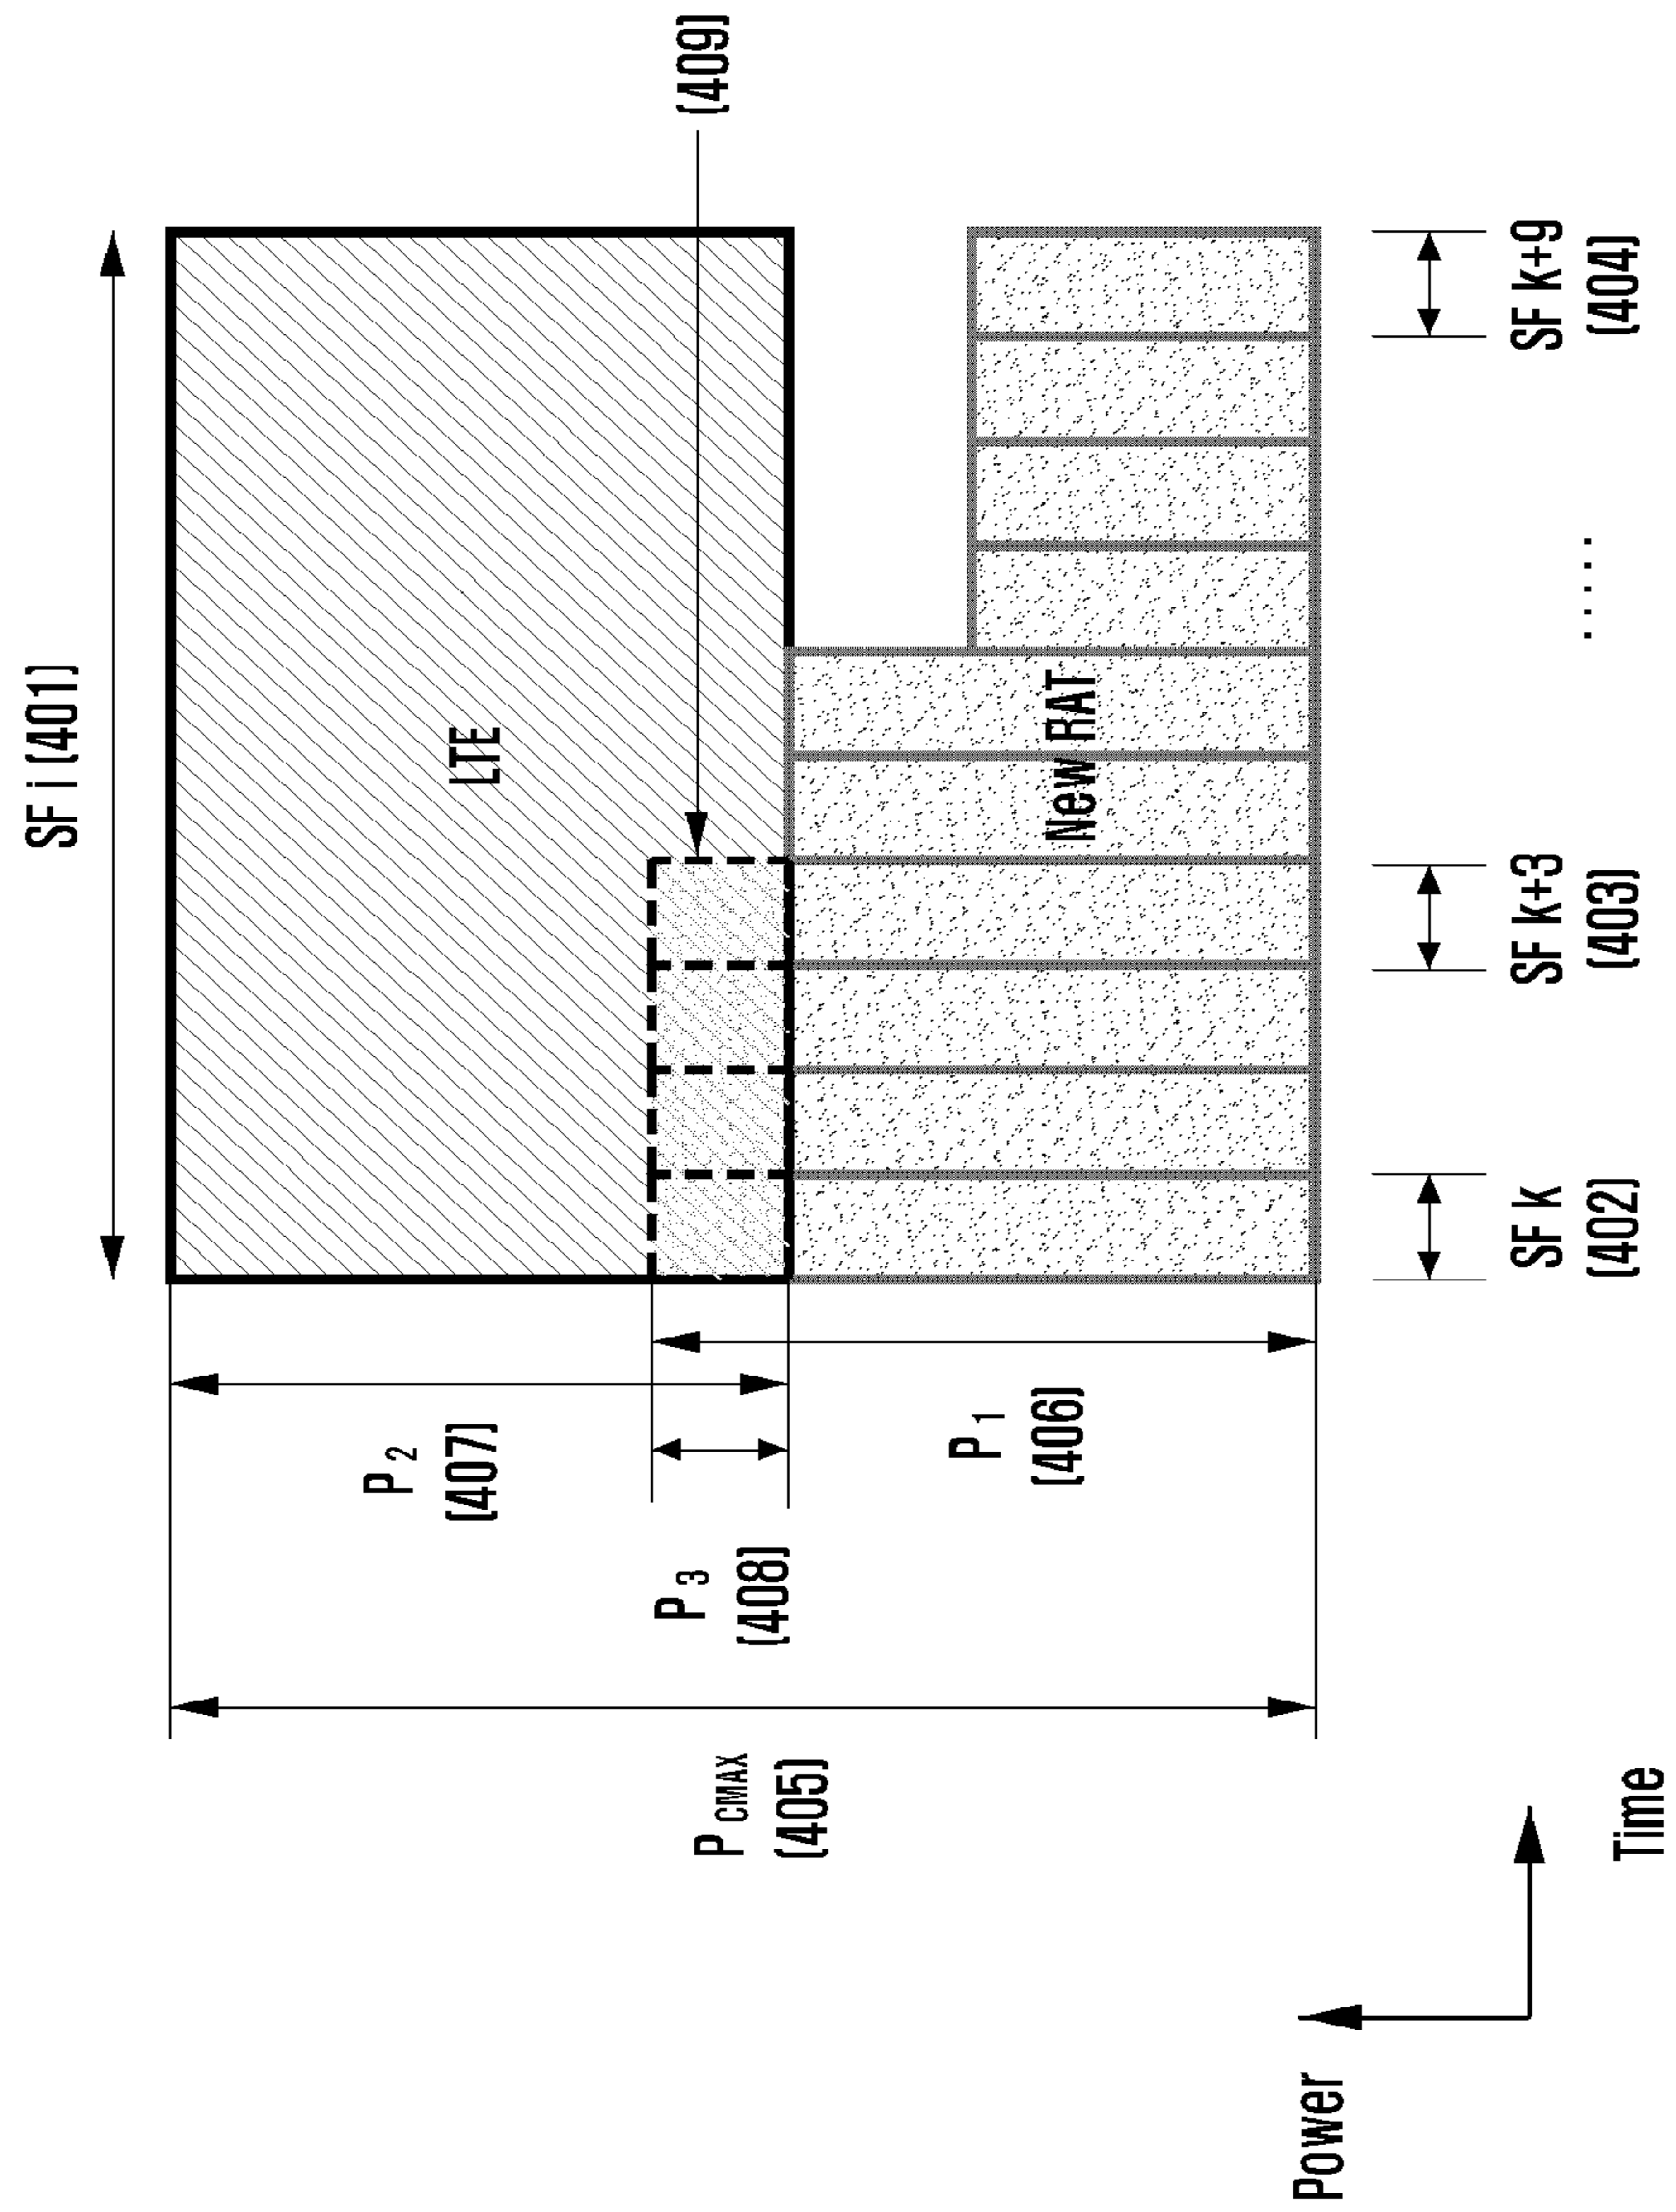 SF i (401)
LTE
P2
(407)
(409)
P3
(408)
PCMAX
(405)
P1
(406)
New RAT
SF k
(402)
SF k+3
(403)
.....
SF k+9
(404)
Power
Time